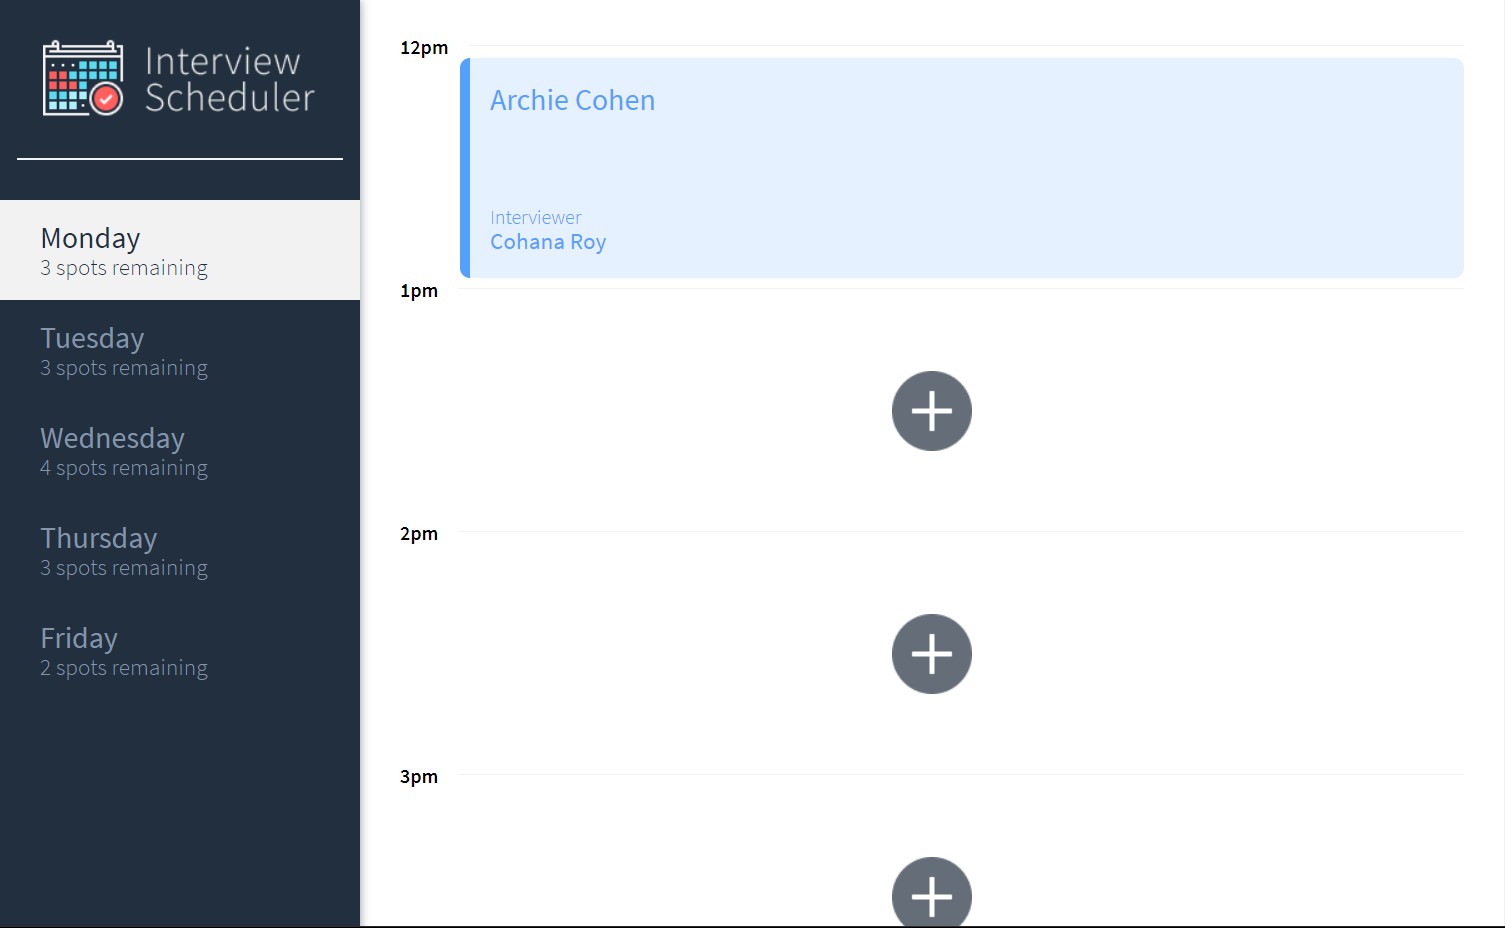 Interview
Scheduler
Monday
3 spots remaining
Tuesday
3 spots remaining
Wednesday
4 spots remaining
Thursday
3 spots remaining
Friday
2 spots remaining
12pm
Archie Cohen
Interviewer
Cohana Roy
1pm
2pm
3pm